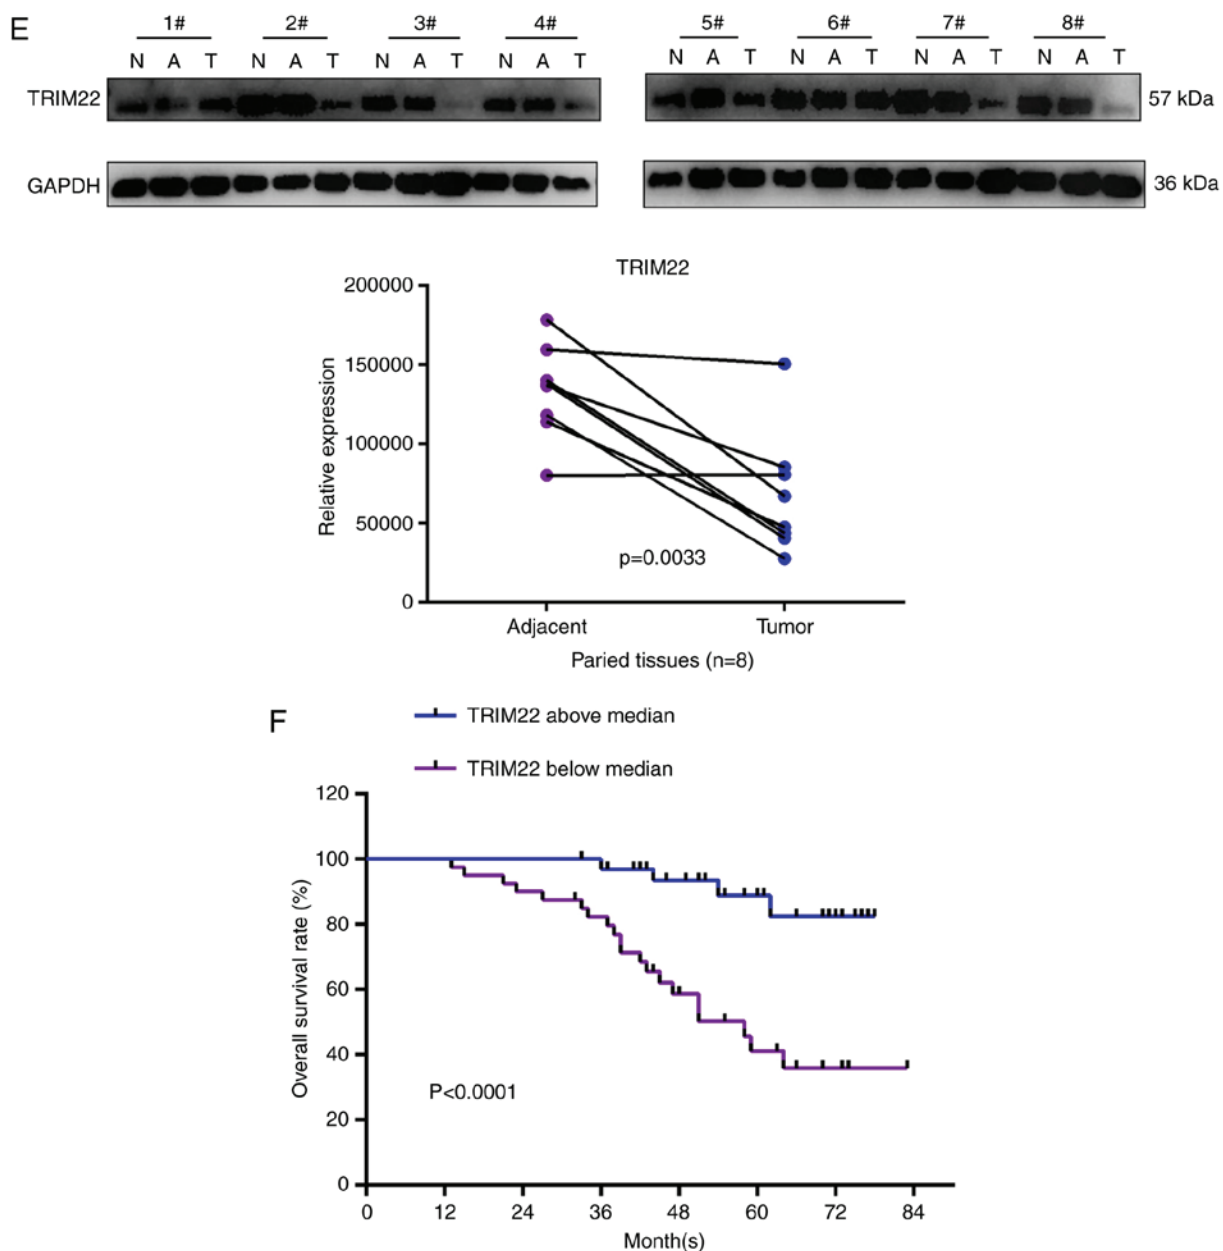 E
1# 2# 3# 4# 5# 6# 7# 8#
N A T N A T N A T N A T N A T N A T N A T N A T
TRIM22 57 kDa
GAPDH 36 kDa
TRIM22
200000
150000
100000
50000
0
Relative expression
p=0.0033
Adjacent Tumor
Paried tissues (n=8)
F
TRIM22 above median
TRIM22 below median
120
100
80
60
40
20
0
Overall survival rate (%)
P<0.0001
0 12 24 36 48 60 72 84
Month(s)